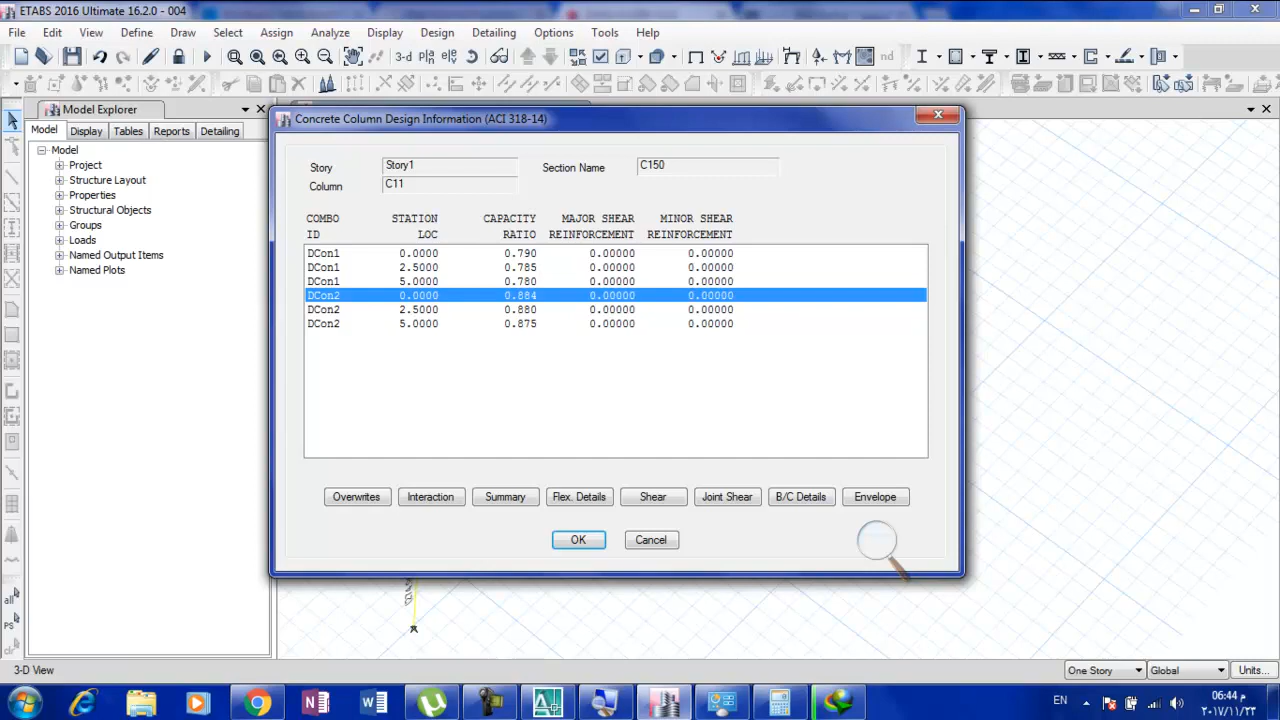 ETABS 2016 Ultimate 16.2.0 - 004
File Edit View Define Draw Select Assign Analyze Display Design Detailing Options Tools Help
3-d
nd
Model Explorer
Model Display Tables Reports Detailing
Model
Project
Structure Layout
Properties
Structural Objects
Groups
Loads
Named Output Items
Named Plots
all
PS
Concrete Column Design Information (ACI 318-14)
Story Story1 Section Name C150
Column C11
COMBO STATION CAPACITY MAJOR SHEAR MINOR SHEAR
ID LOC RATIO REINFORCEMENT REINFORCEMENT
DCon1 0.0000 0.790 0.00000 0.00000
DCon1 2.5000 0.785 0.00000 0.00000
DCon1 5.0000 0.780 0.00000 0.00000
DCon2 0.0000 0.884 0.00000 0.00000
DCon2 2.5000 0.880 0.00000 0.00000
DCon2 5.0000 0.875 0.00000 0.00000
Overwrites Interaction Summary Flex. Details Shear Joint Shear B/C Details Envelope
OK Cancel
3-D View One Story Global Units...
EN
06:44 م
٢٠١٧/١١/٢٣